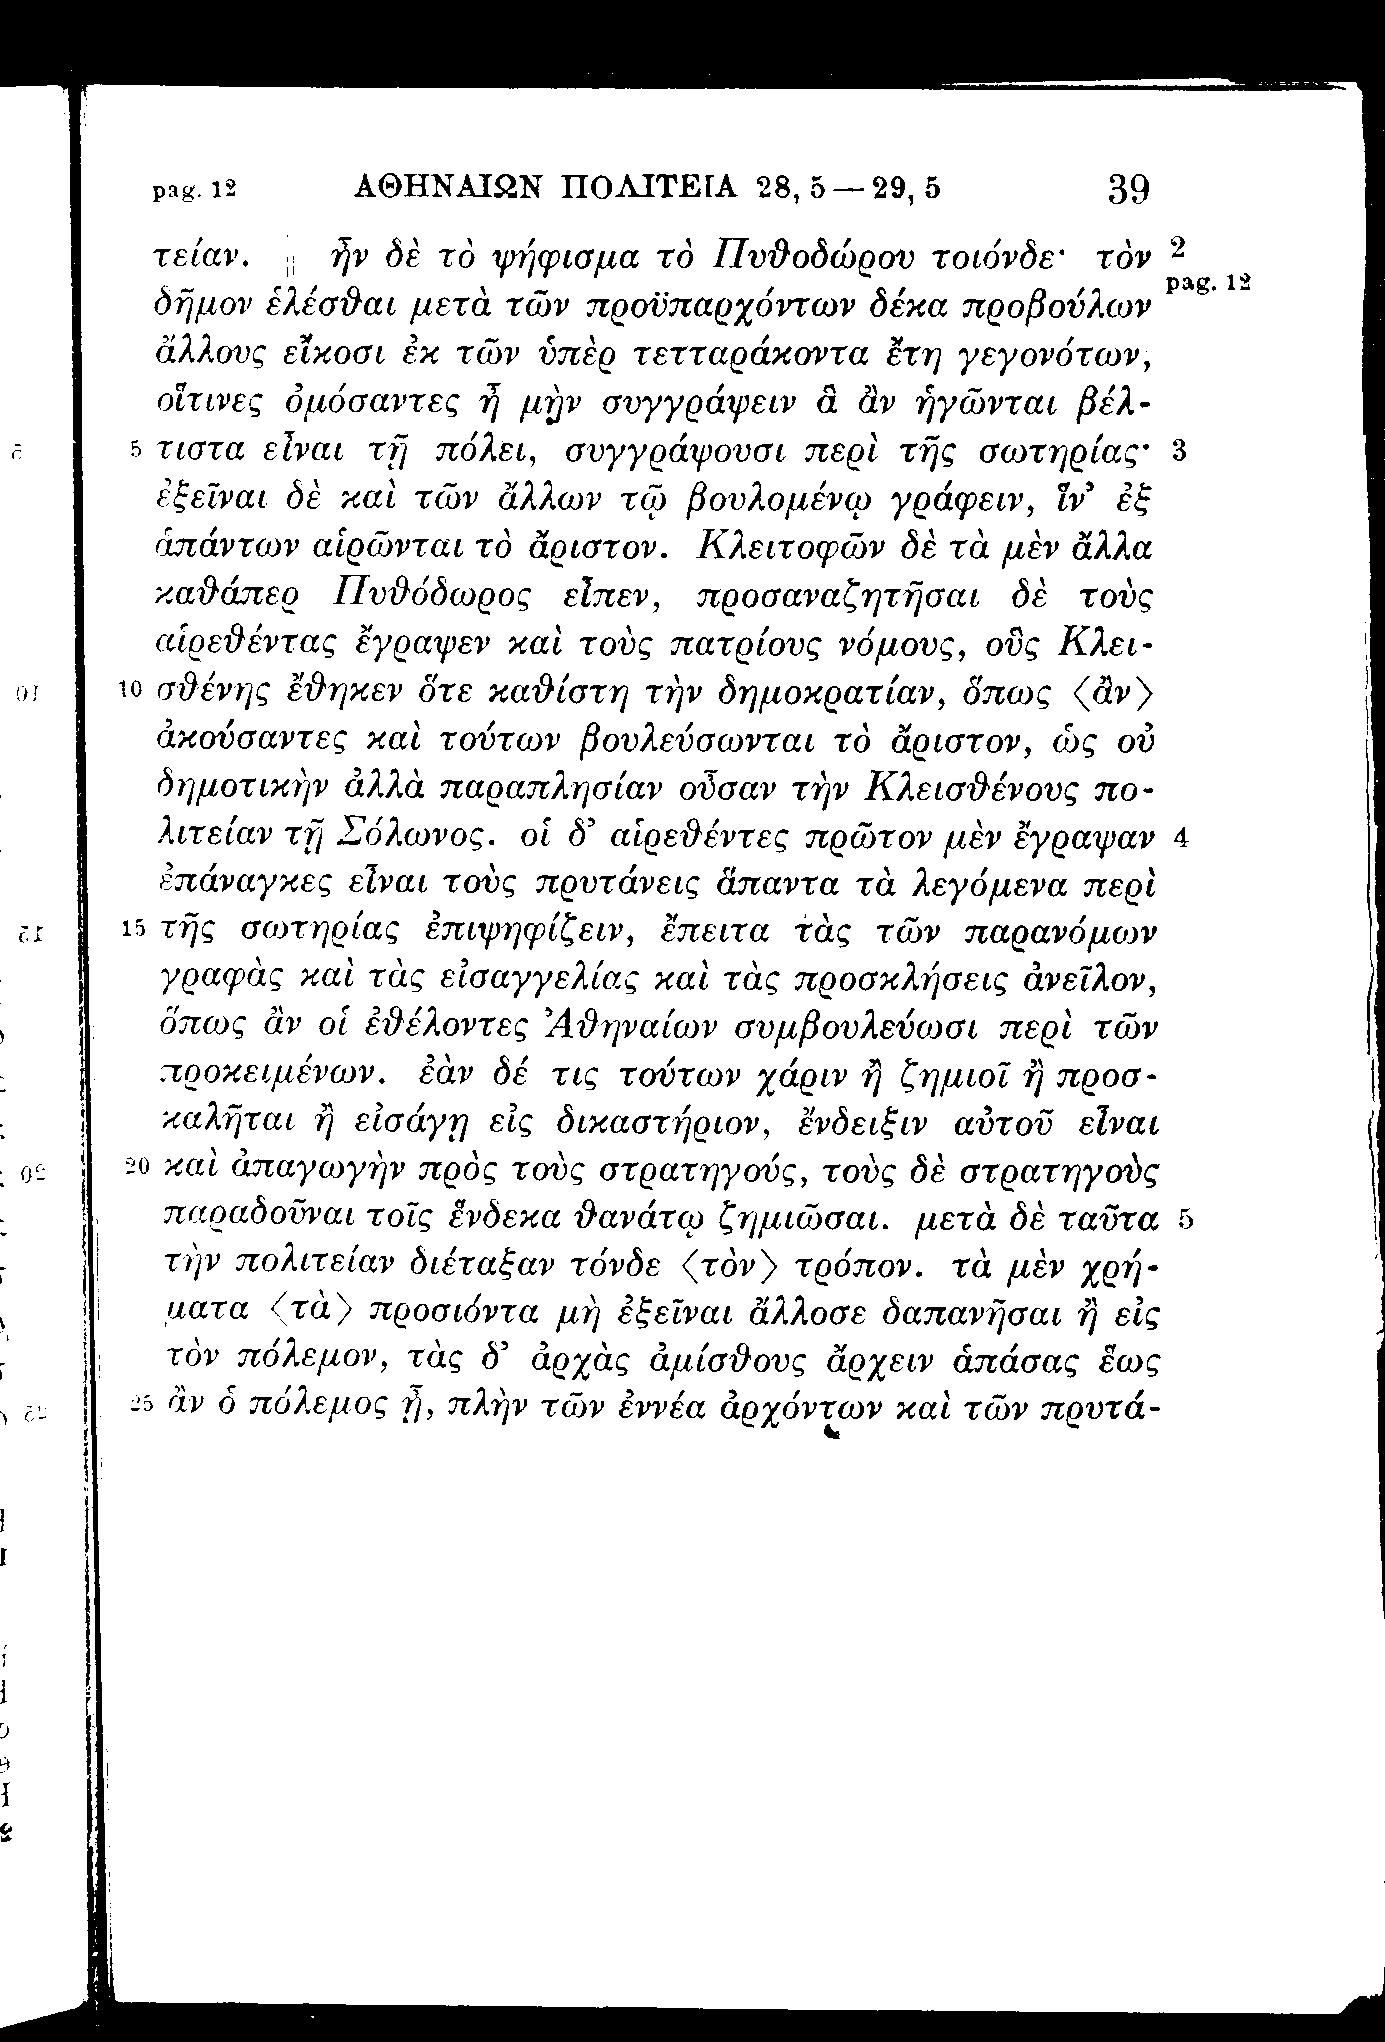 pag. 12 ΑΘΗΝΑΙΩΝ ΠΟΛΙΤΕΙΑ 28, 5 — 29, 5 39
τείαν. || ἦν δὲ τὸ ψήφισμα τὸ Πυθοδώρου τοιόνδε· τὸν 2
pag. 12
δῆμον ἑλέσθαι μετὰ τῶν προϋπαρχόντων δέκα προβούλων
ἄλλους εἴκοσι ἐκ τῶν ὑπὲρ τετταράκοντα ἔτη γεγονότων,
οἵτινες ὀμόσαντες ἦ μὴν συγγράψειν ἃ ἂν ἡγῶνται βέλ-
5 τιστα εἶναι τῇ πόλει, συγγράψουσι περὶ τῆς σωτηρίας· 3
ἐξεῖναι δὲ καὶ τῶν ἄλλων τῷ βουλομένῳ γράφειν, ἵν’ ἐξ
ἁπάντων αἱρῶνται τὸ ἄριστον. Κλειτοφῶν δὲ τὰ μὲν ἄλλα
καθάπερ Πυθόδωρος εἶπεν, προσαναζητῆσαι δὲ τοὺς
αἱρεθέντας ἔγραψεν καὶ τοὺς πατρίους νόμους, οὓς Κλει-
10 σθένης ἔθηκεν ὅτε καθίστη τὴν δημοκρατίαν, ὅπως ⟨ἂν⟩
ἀκούσαντες καὶ τούτων βουλεύσωνται τὸ ἄριστον, ὡς οὐ
δημοτικὴν ἀλλὰ παραπλησίαν οὖσαν τὴν Κλεισθένους πο-
λιτείαν τῇ Σόλωνος. οἱ δ’ αἱρεθέντες πρῶτον μὲν ἔγραψαν 4
ἐπάναγκες εἶναι τοὺς πρυτάνεις ἅπαντα τὰ λεγόμενα περὶ
15 τῆς σωτηρίας ἐπιψηφίζειν, ἔπειτα τὰς τῶν παρανόμων
γραφὰς καὶ τὰς εἰσαγγελίας καὶ τὰς προσκλήσεις ἀνεῖλον,
ὅπως ἂν οἱ ἐθέλοντες Ἀθηναίων συμβουλεύωσι περὶ τῶν
προκειμένων. ἐὰν δέ τις τούτων χάριν ἢ ζημιοῖ ἢ προσ-
καλῆται ἢ εἰσάγῃ εἰς δικαστήριον, ἔνδειξιν αὐτοῦ εἶναι
20 καὶ ἀπαγωγὴν πρὸς τοὺς στρατηγούς, τοὺς δὲ στρατηγοὺς
παραδοῦναι τοῖς ἕνδεκα θανάτῳ ζημιῶσαι. μετὰ δὲ ταῦτα 5
τὴν πολιτείαν διέταξαν τόνδε ⟨τὸν⟩ τρόπον. τὰ μὲν χρή-
ματα ⟨τὰ⟩ προσιόντα μὴ ἐξεῖναι ἄλλοσε δαπανῆσαι ἢ εἰς
τὸν πόλεμον, τὰς δ’ ἀρχὰς ἀμίσθους ἄρχειν ἁπάσας ἕως
25 ἂν ὁ πόλεμος ᾖ, πλὴν τῶν ἐννέα ἀρχόντων καὶ τῶν πρυτά-